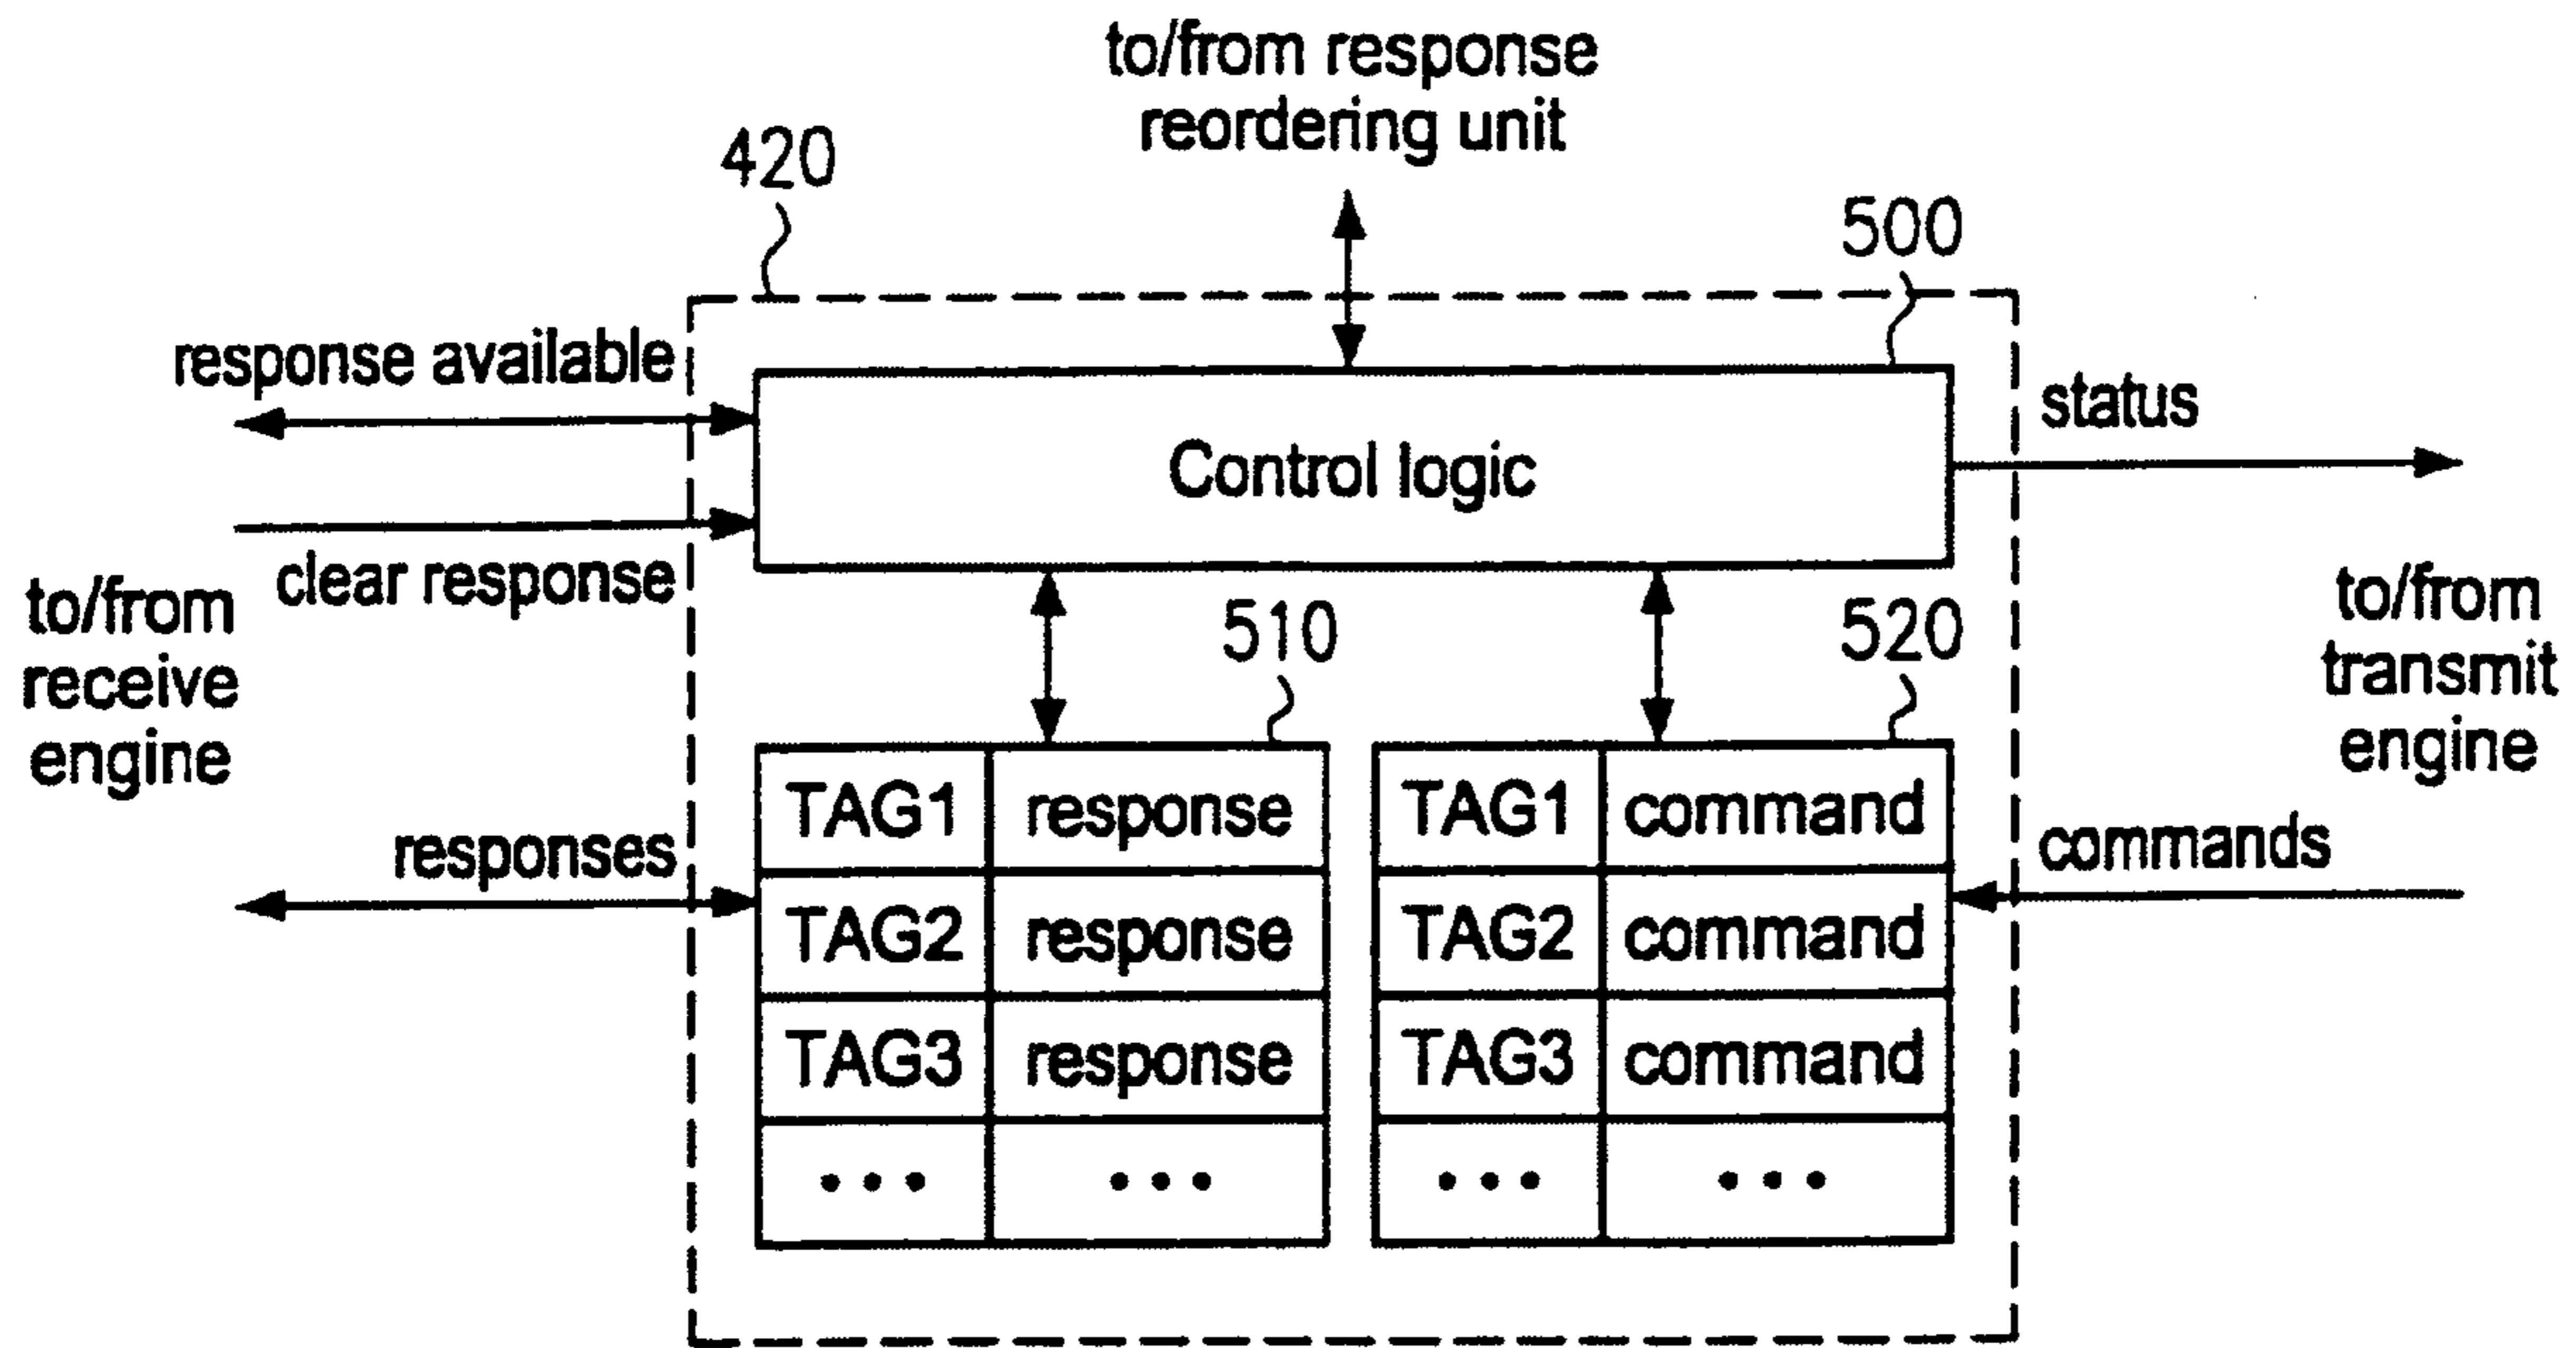 to/from response
reordering unit
420
500
response available
status
Control logic
clear response
to/from
receive
engine
to/from
transmit
engine
510
520
TAG1 response TAG1 command
responses
commands
TAG2 response TAG2 command
TAG3 response TAG3 command
... ... ... ...